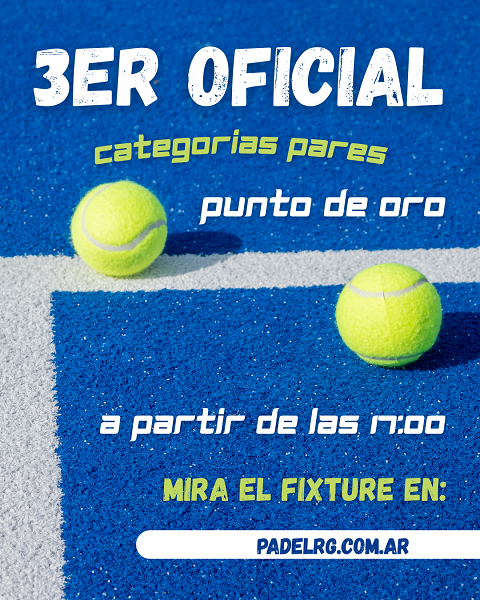 3ER OFICIAL
categorias pares
punto de oro
a partir de las 17:00
MIRA EL FIXTURE EN:
PADELRG.COM.AR